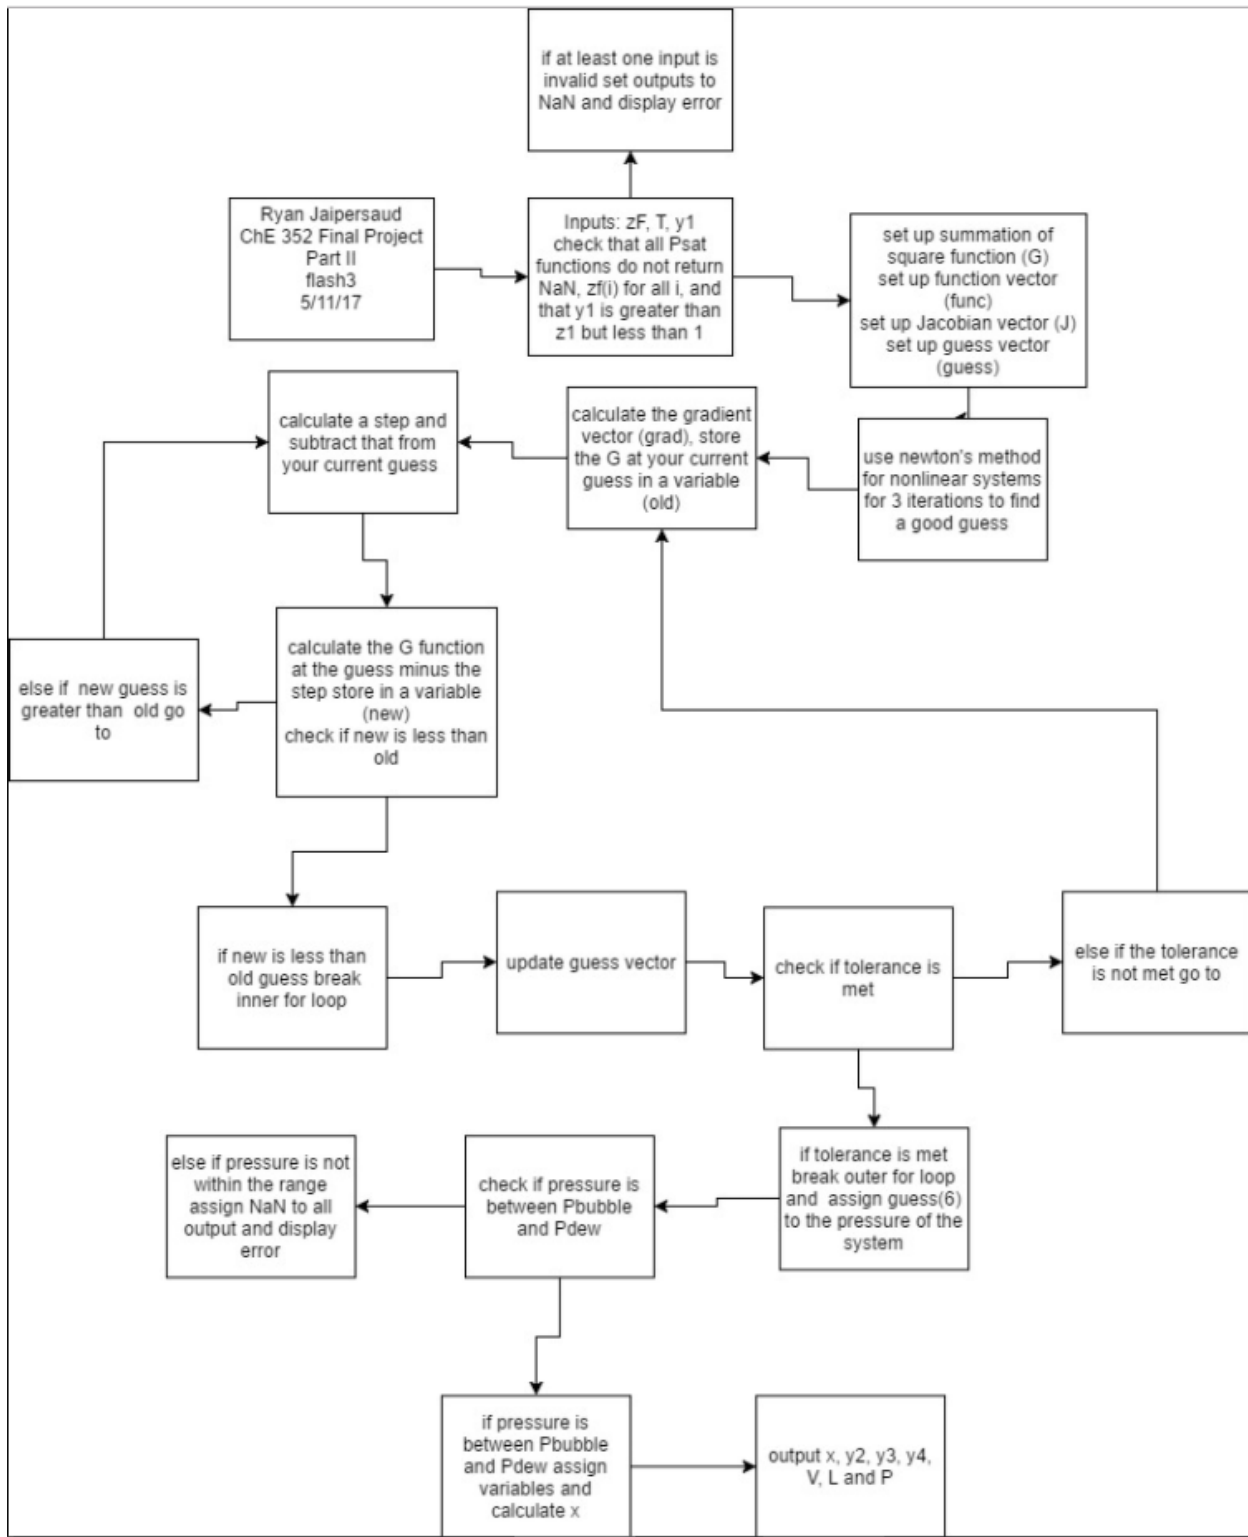 if at least one input is
invalid set outputs to
NaN and display error
Ryan Jaipersaud
ChE 352 Final Project
Part II
flash3
5/11/17
Inputs: zF, T, y1
check that all Psat
functions do not return
NaN, zf(i) for all i, and
that y1 is greater than
z1 but less than 1
set up summation of
square function (G)
set up function vector
(func)
set up Jacobian vector (J)
set up guess vector
(guess)
use newton's method
for nonlinear systems
for 3 iterations to find
a good guess
calculate the gradient
vector (grad), store
the G at your current
guess in a variable
(old)
calculate a step and
subtract that from
your current guess
calculate the G function
at the guess minus the
step store in a variable
(new)
check if new is less than
old
else if new guess is
greater than old go
to
if new is less than
old guess break
inner for loop
update guess vector
check if tolerance is
met
else if the tolerance
is not met go to
if tolerance is met
break outer for loop
and assign guess(6)
to the pressure of the
system
check if pressure is
between Pbubble
and Pdew
else if pressure is not
within the range
assign NaN to all
output and display
error
if pressure is
between Pbubble
and Pdew assign
variables and
calculate x
output x, y2, y3, y4,
V, L and P